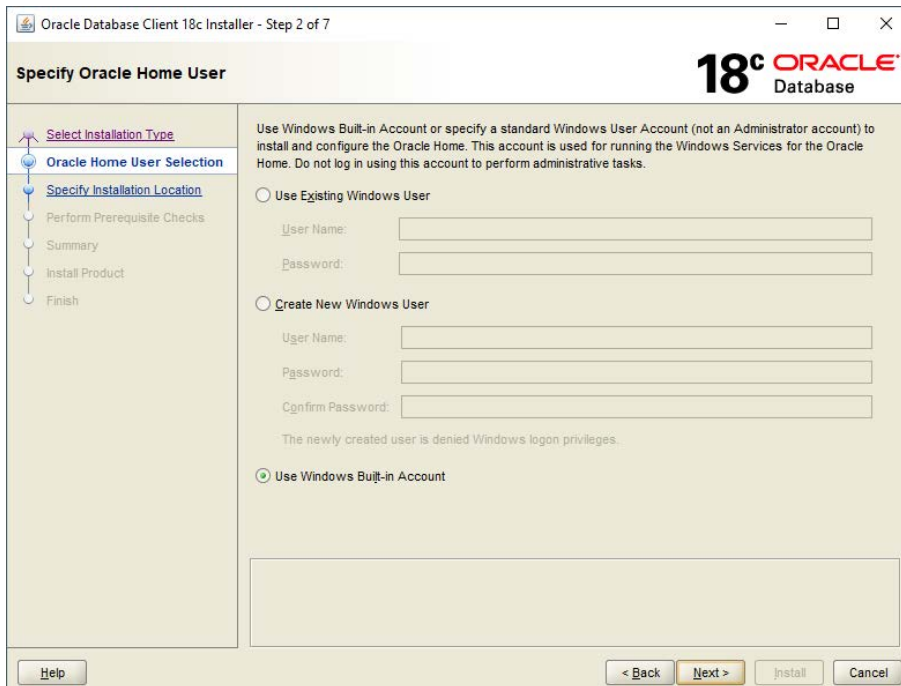 Oracle Database Client 18c Installer - Step 2 of 7
Specify Oracle Home User
18c ORACLE
Database
Select Installation Type
Oracle Home User Selection
Specify Installation Location
Perform Prerequisite Checks
Summary
Install Product
Finish
Use Windows Built-in Account or specify a standard Windows User Account (not an Administrator account) to
install and configure the Oracle Home. This account is used for running the Windows Services for the Oracle
Home. Do not log in using this account to perform administrative tasks.
Use Existing Windows User
User Name:
Password:
Create New Windows User
User Name:
Password:
Confirm Password:
The newly created user is denied Windows logon privileges.
Use Windows Built-in Account
Help
< Back
Next >
Install
Cancel